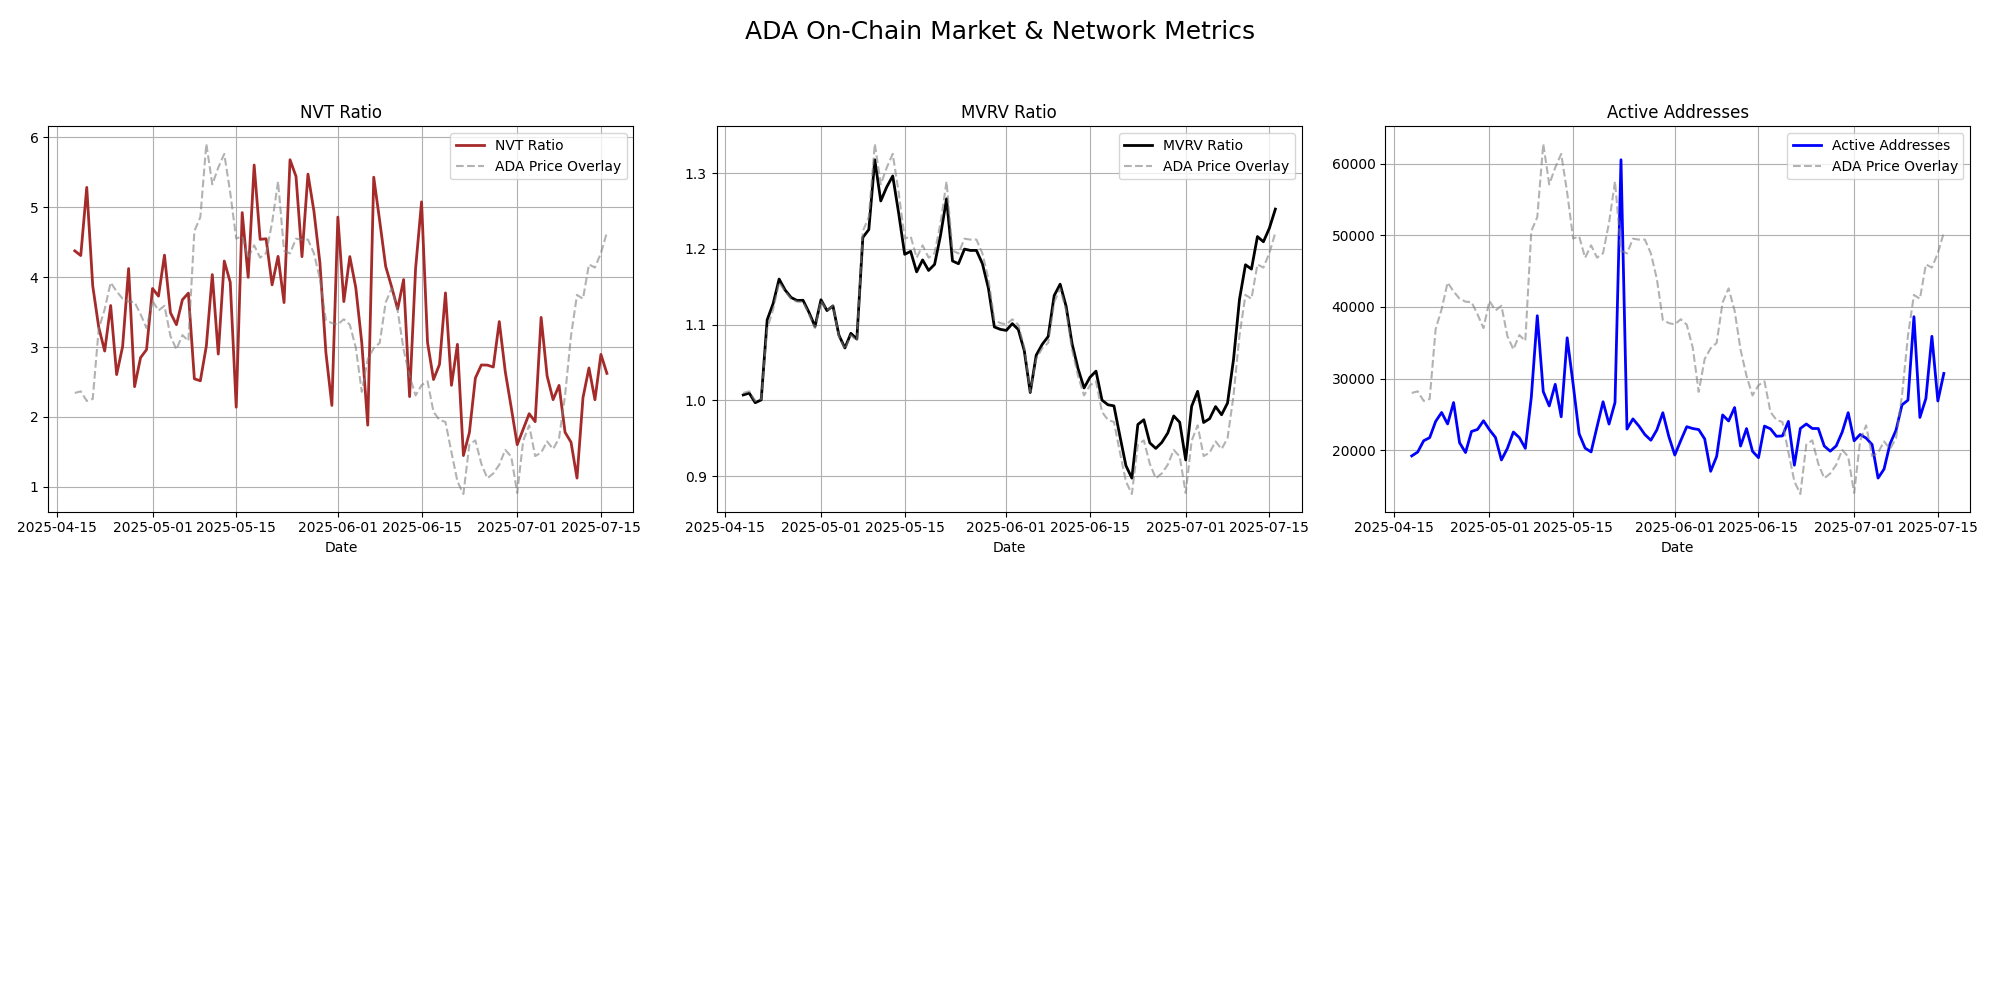 ADA On-Chain Market & Network Metrics
NVT Ratio
NVT Ratio
ADA Price Overlay
6
5
4
3
2
1
2025-04-15 2025-05-01 2025-05-15 2025-06-01 2025-06-15 2025-07-01 2025-07-15
Date
MVRV Ratio
MVRV Ratio
ADA Price Overlay
1.3
1.2
1.1
1.0
0.9
2025-04-15 2025-05-01 2025-05-15 2025-06-01 2025-06-15 2025-07-01 2025-07-15
Date
Active Addresses
Active Addresses
ADA Price Overlay
60000
50000
40000
30000
20000
2025-04-15 2025-05-01 2025-05-15 2025-06-01 2025-06-15 2025-07-01 2025-07-15
Date